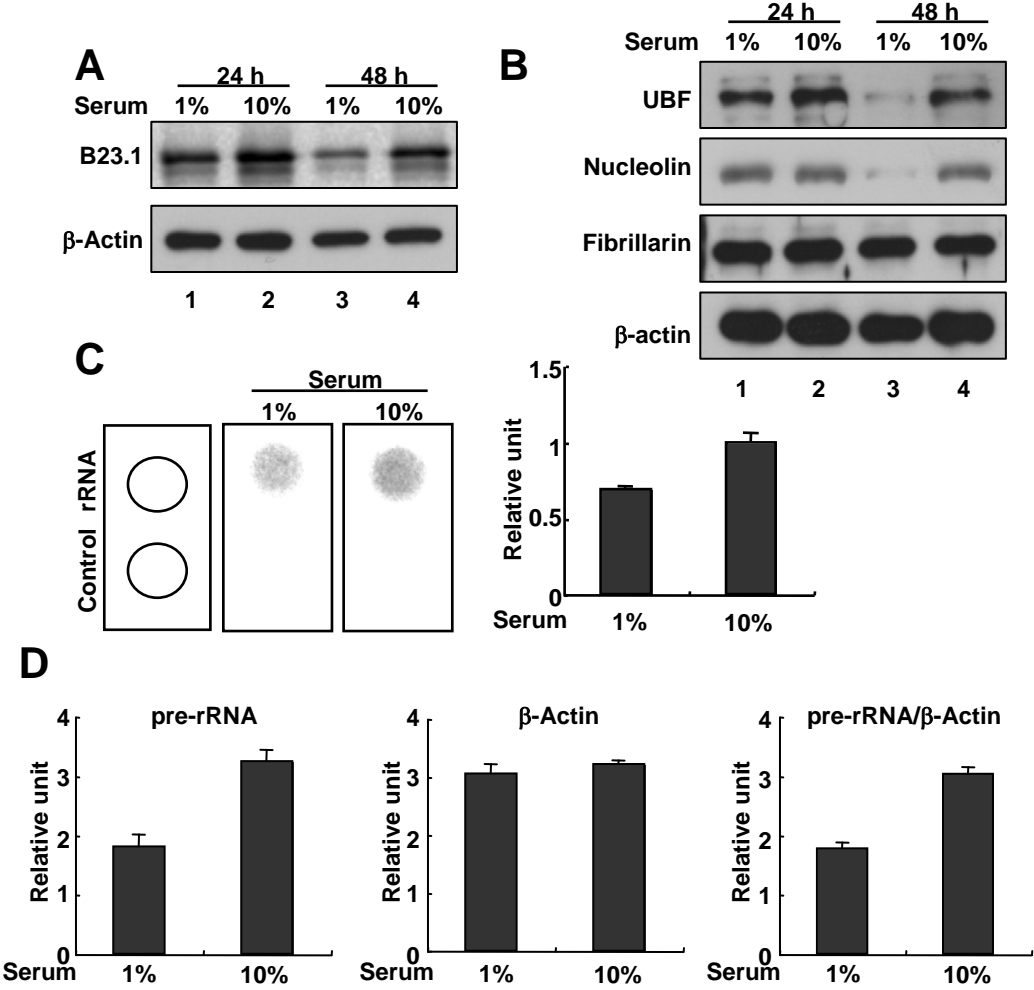 A
24 h 48 h
Serum 1% 10% 1% 10%
B23.1
β-Actin
1 2 3 4
B
24 h 48 h
Serum 1% 10% 1% 10%
UBF
Nucleolin
Fibrillarin
β-actin
1 2 3 4
C
Serum
1% 10%
Control rRNA
Relative unit
1.5
1
0.5
0
Serum 1% 10%
D
pre-rRNA
Relative unit
4
3
2
1
0
Serum 1% 10%
β-Actin
Relative unit
4
3
2
1
0
Serum 1% 10%
pre-rRNA/β-Actin
Relative unit
4
3
2
1
0
Serum 1% 10%